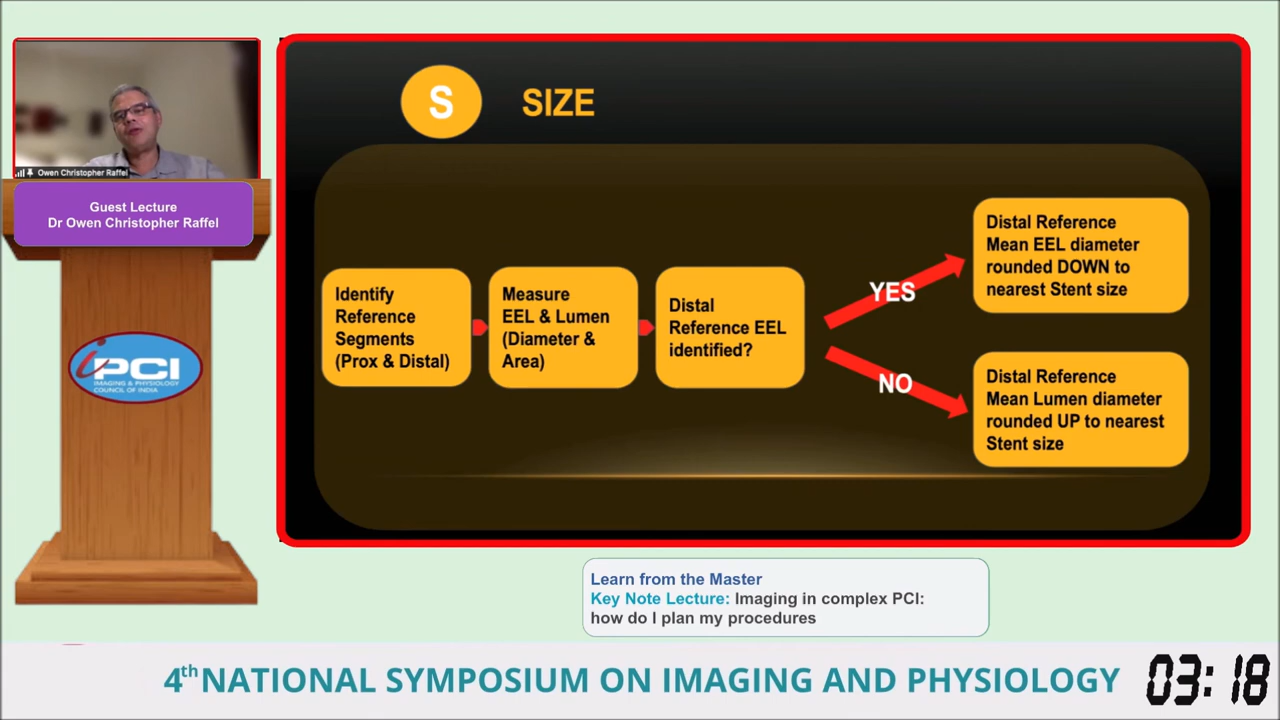 Owen Christopher Raffel
Guest Lecture
Dr Owen Christopher Raffel
iPCI
IMAGING & PHYSIOLOGY
COUNCIL OF INDIA
S
SIZE
Identify
Reference
Segments
(Prox & Distal)
Measure
EEL & Lumen
(Diameter &
Area)
Distal
Reference EEL
identified?
YES
Distal Reference
Mean EEL diameter
rounded DOWN to
nearest Stent size
NO
Distal Reference
Mean Lumen diameter
rounded UP to nearest
Stent size
Learn from the Master
Key Note Lecture: Imaging in complex PCI:
how do I plan my procedures
4th NATIONAL SYMPOSIUM ON IMAGING AND PHYSIOLOGY
03:18